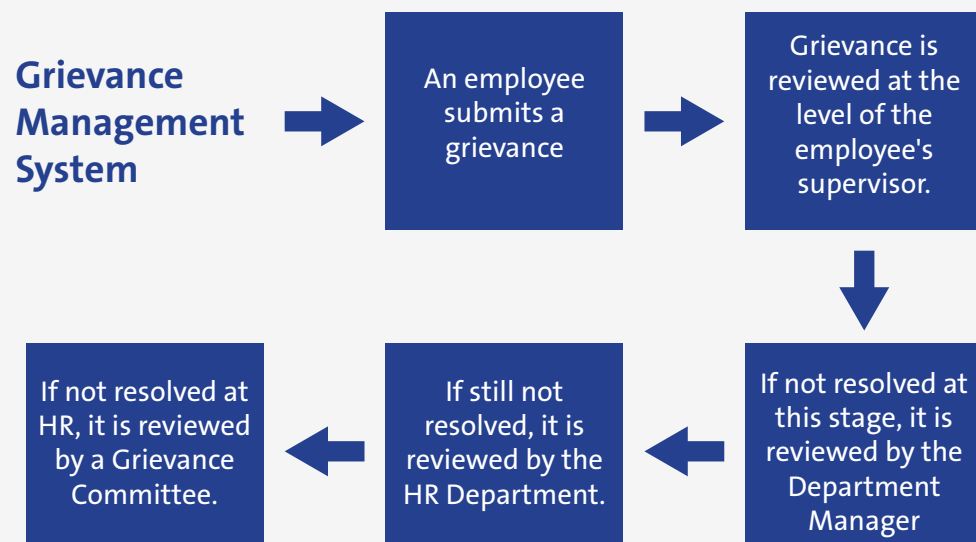 Grievance
Management
System
An employee
submits a
grievance
Grievance is
reviewed at the
level of the
employee's
supervisor.
If not resolved at
this stage, it is
reviewed by the
Department
Manager
If still not
resolved, it is
reviewed by the
HR Department.
If not resolved at
HR, it is reviewed
by a Grievance
Committee.